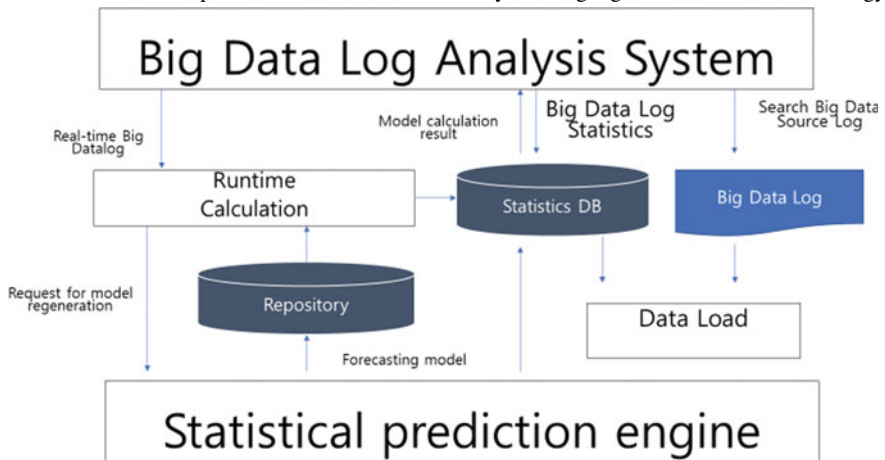 Big Data Log Analysis System
Real-time Big
Datalog
Model calculation
result
Big Data Log
Statistics
Search Big Data
Source Log
Runtime
Calculation
Statistics DB
Big Data Log
Request for model
regeneration
Repository
Data Load
Forecasting model
Statistical prediction engine